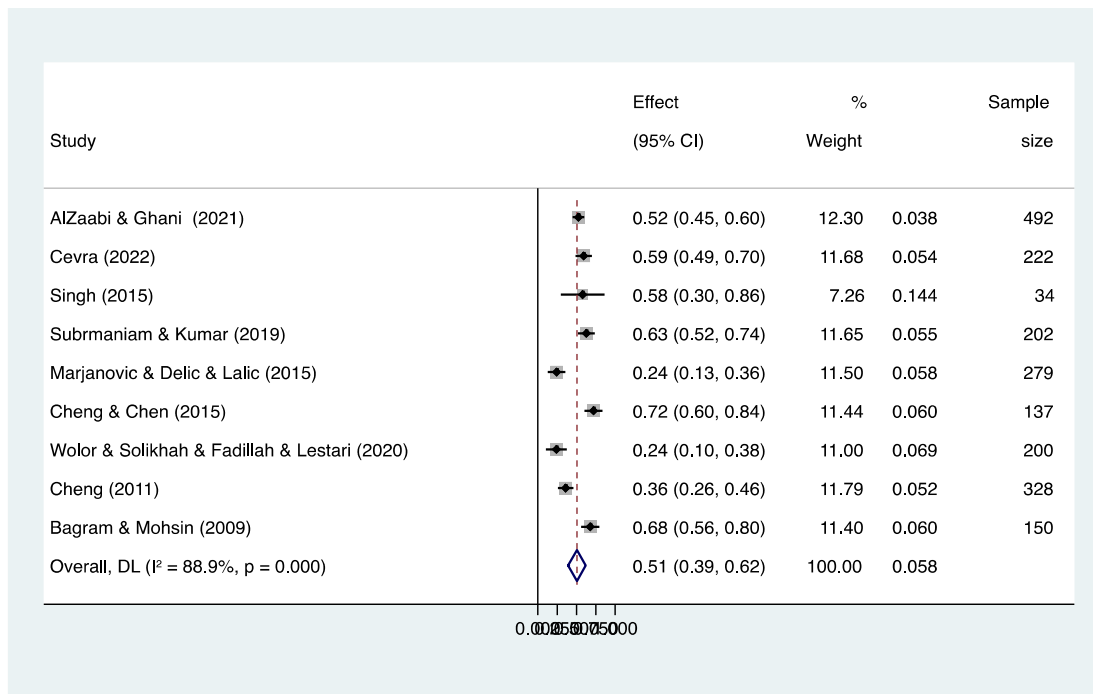 Effect % Sample
Study (95% CI) Weight size
AlZaabi & Ghani (2021) 0.52 (0.45, 0.60) 12.30 0.038 492
Cevra (2022) 0.59 (0.49, 0.70) 11.68 0.054 222
Singh (2015) 0.58 (0.30, 0.86) 7.26 0.144 34
Subrmaniam & Kumar (2019) 0.63 (0.52, 0.74) 11.65 0.055 202
Marjanovic & Delic & Lalic (2015) 0.24 (0.13, 0.36) 11.50 0.058 279
Cheng & Chen (2015) 0.72 (0.60, 0.84) 11.44 0.060 137
Wolor & Solikhah & Fadillah & Lestari (2020) 0.24 (0.10, 0.38) 11.00 0.069 200
Cheng (2011) 0.36 (0.26, 0.46) 11.79 0.052 328
Bagram & Mohsin (2009) 0.68 (0.56, 0.80) 11.40 0.060 150
Overall, DL (I² = 88.9%, p = 0.000) 0.51 (0.39, 0.62) 100.00 0.058